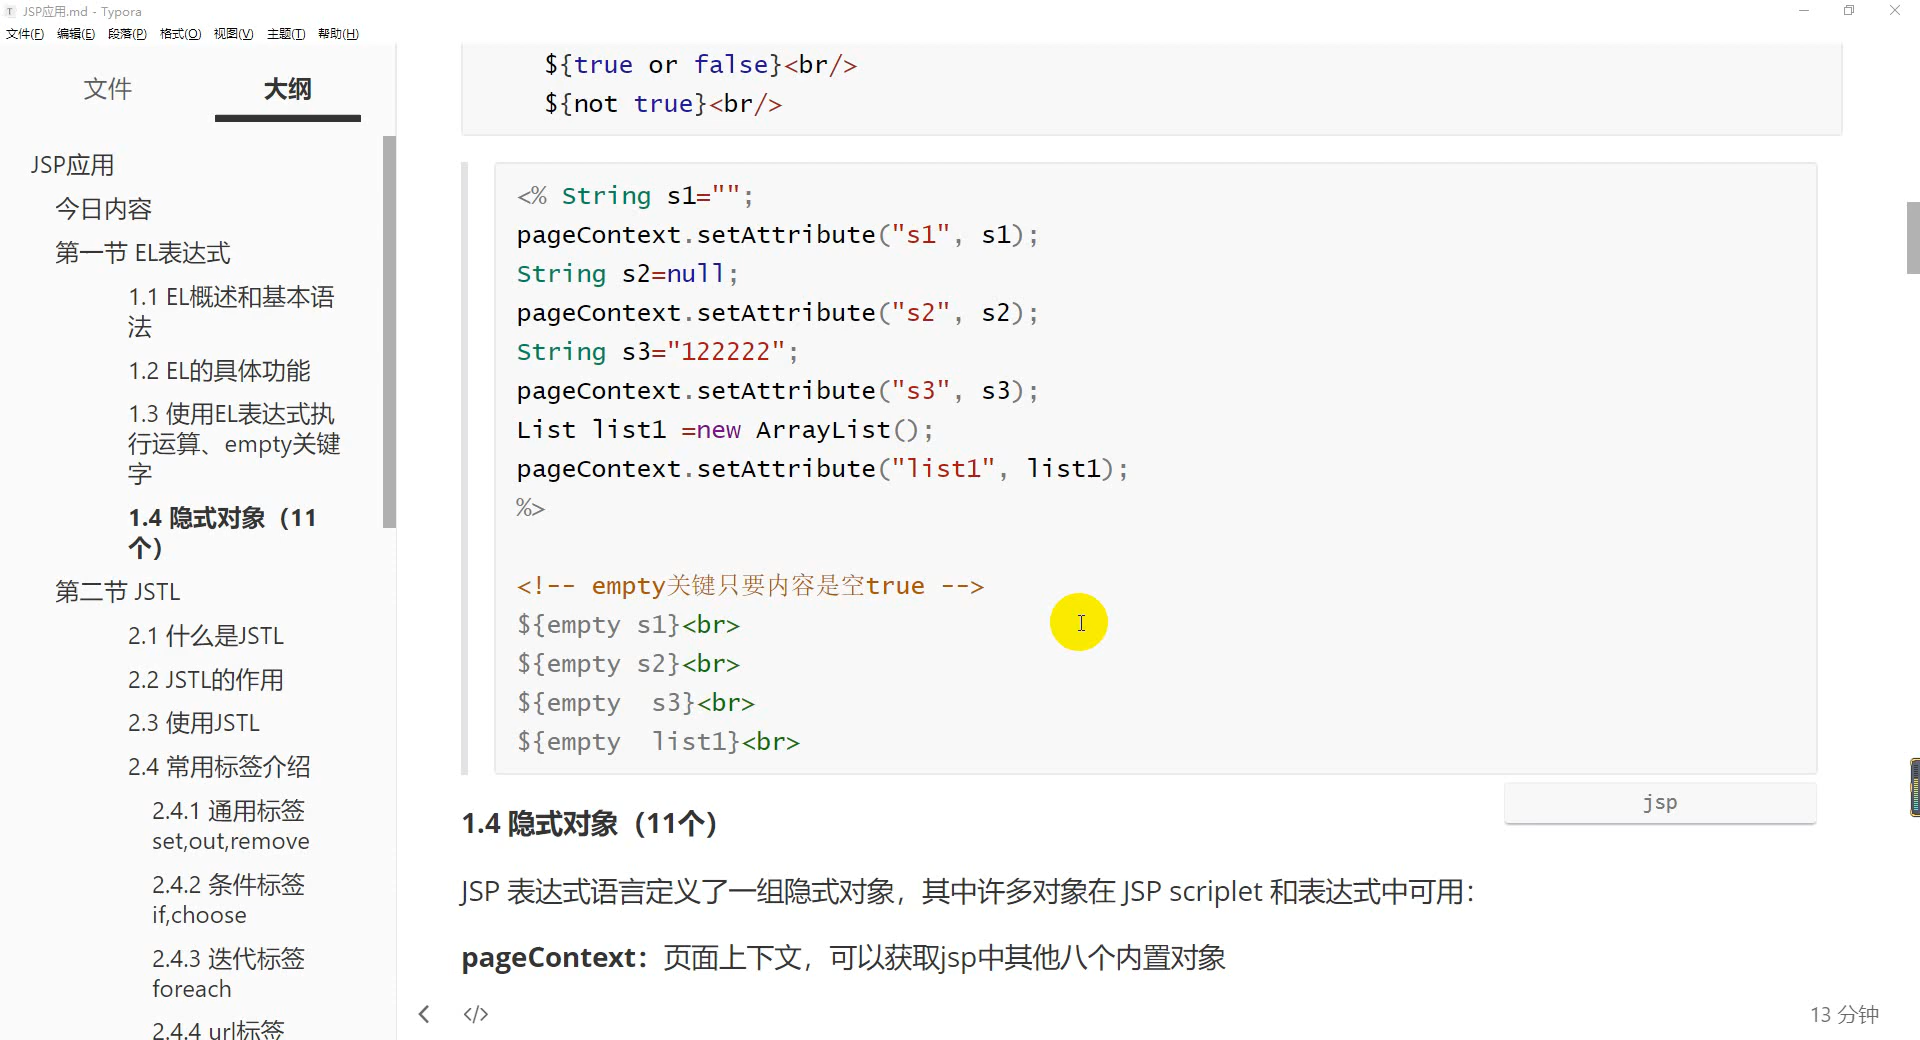 JSP应用.md - Typora
文件(F) 编辑(E) 段落(P) 格式(O) 视图(V) 主题(T) 帮助(H)
文件 大纲
JSP应用
今日内容
第一节 EL表达式
1.1 EL概述和基本语
法
1.2 EL的具体功能
1.3 使用EL表达式执
行运算、empty关键
字
1.4 隐式对象（11
个）
第二节 JSTL
2.1 什么是JSTL
2.2 JSTL的作用
2.3 使用JSTL
2.4 常用标签介绍
2.4.1 通用标签
set,out,remove
2.4.2 条件标签
if,choose
2.4.3 迭代标签
foreach
2.4.4 url标签
${true or false}<br/>
${not true}<br/>
<% String s1="";
pageContext.setAttribute("s1", s1);
String s2=null;
pageContext.setAttribute("s2", s2);
String s3="122222";
pageContext.setAttribute("s3", s3);
List list1 =new ArrayList();
pageContext.setAttribute("list1", list1);
%>
<!-- empty关键只要内容是空true -->
${empty s1}<br>
${empty s2}<br>
${empty  s3}<br>
${empty  list1}<br>
jsp
1.4 隐式对象（11个）
JSP 表达式语言定义了一组隐式对象，其中许多对象在 JSP scriplet 和表达式中可用：
pageContext：页面上下文，可以获取jsp中其他八个内置对象
</>
13 分钟